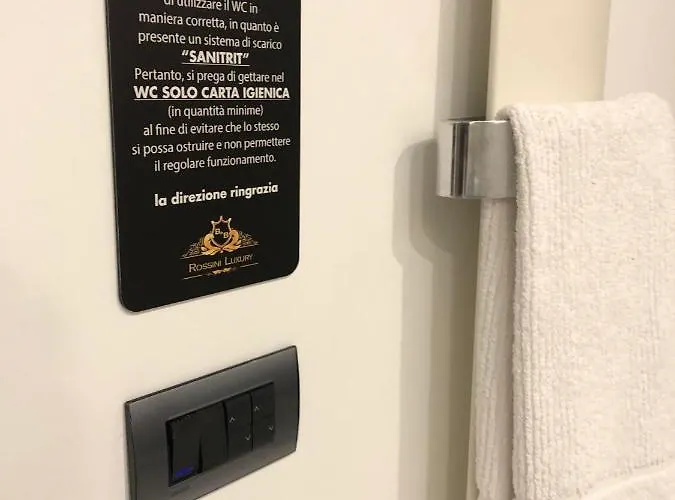 di utilizzare il WC in
maniera corretta, in quanto è
presente un sistema di scarico
“SANITRIT”
Pertanto, si prega di gettare nel
WC SOLO CARTA IGIENICA
(in quantità minime)
al fine di evitare che lo stesso
si possa ostruire e non permettere
il regolare funzionamento.
la direzione ringrazia
B&B
ROSSINI LUXURY